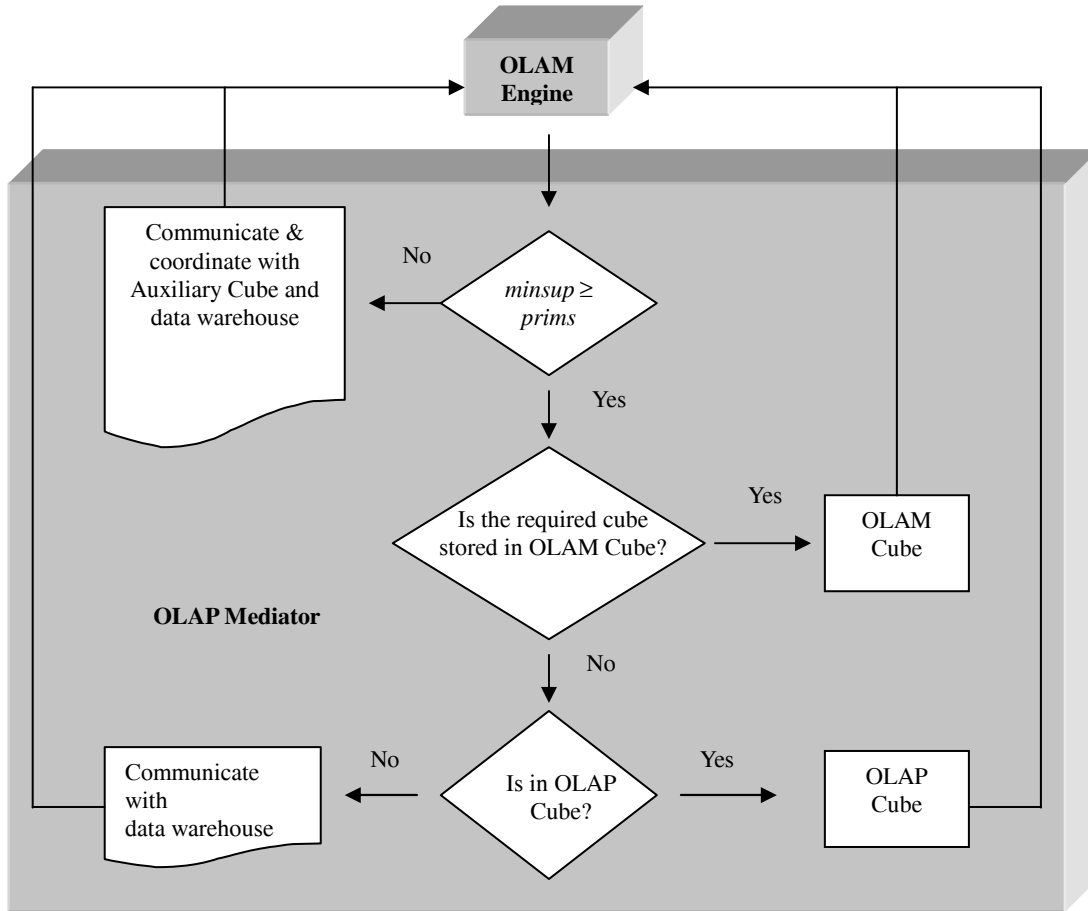 OLAM
Engine
Communicate &
coordinate with
Auxiliary Cube and
data warehouse
No
minsup ≥
prims
Yes
Is the required cube
stored in OLAM Cube?
Yes
OLAM
Cube
OLAP Mediator
No
Communicate
with
data warehouse
No
Is in OLAP
Cube?
Yes
OLAP
Cube